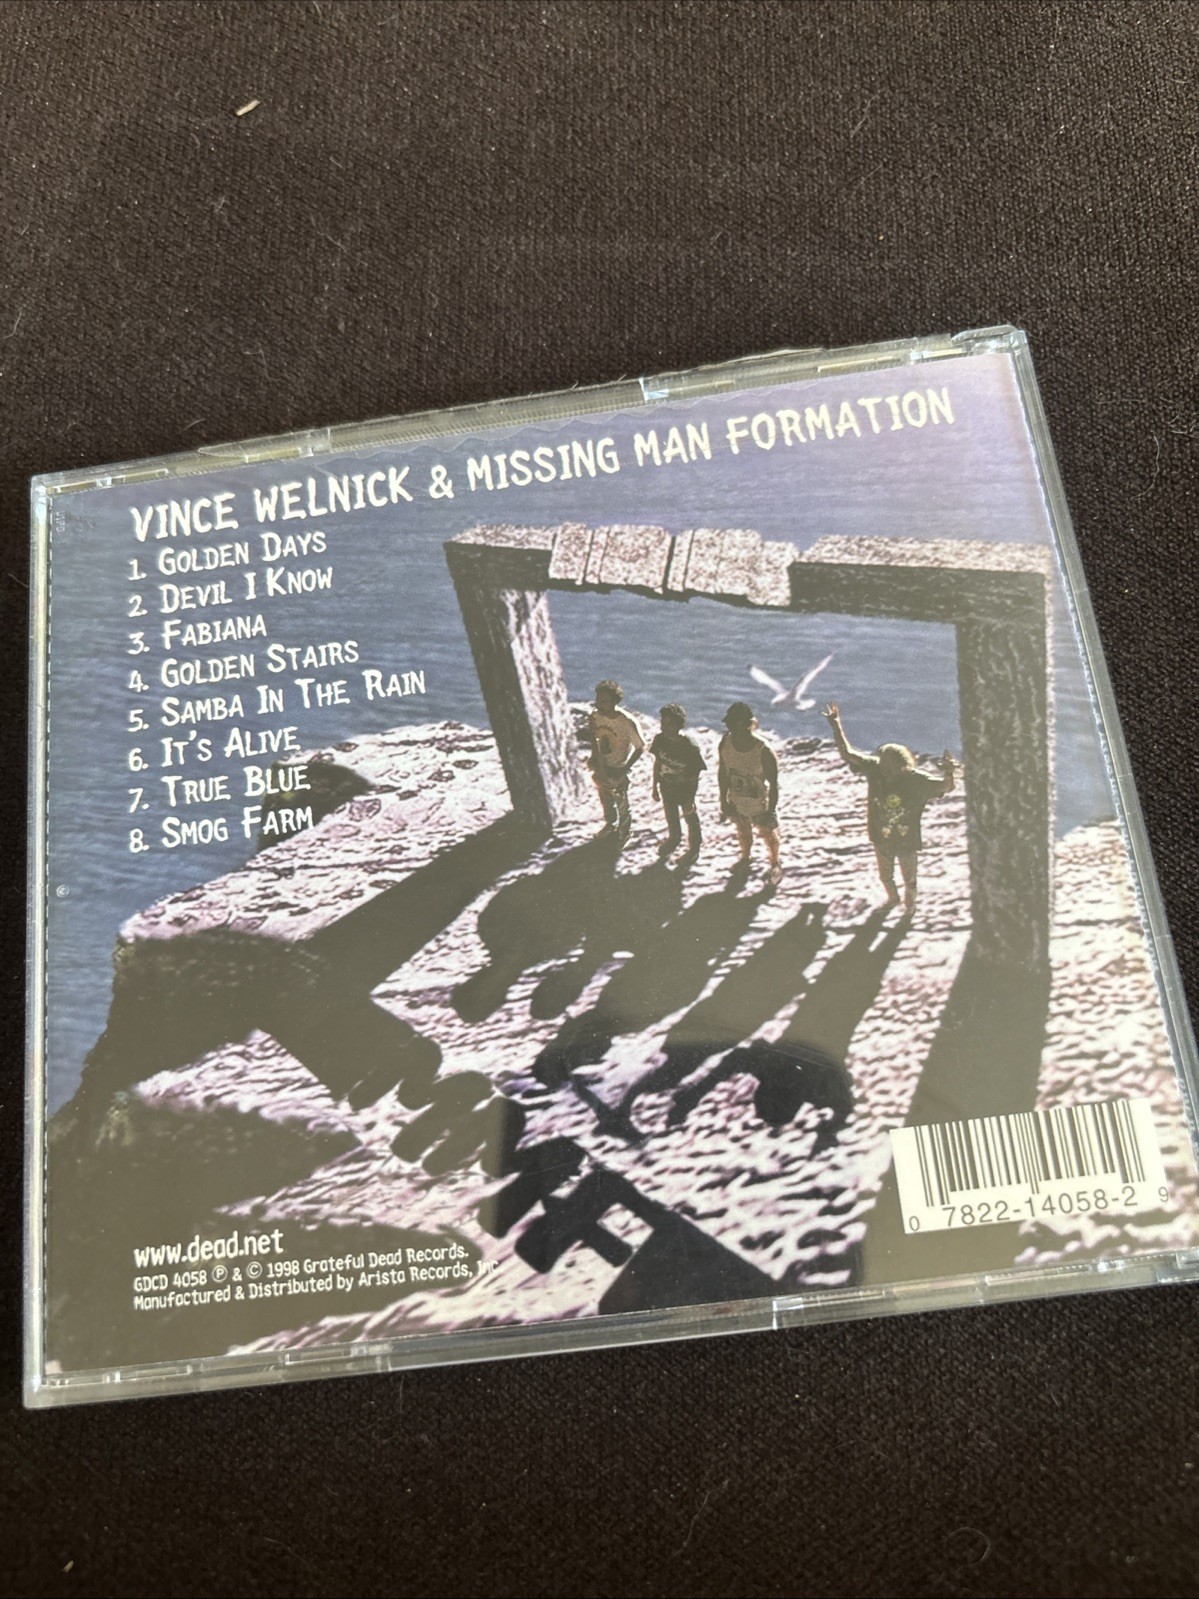 VINCE WELNICK & MISSING MAN FORMATION
1. GOLDEN DAYS
2. DEVIL I KNOW
3. FABIANA
4. GOLDEN STAIRS
5. SAMBA IN THE RAIN
6. IT'S ALIVE
7. TRUE BLUE
8. SMOG FARM
www.dead.net
GDCD 4058 ℗ & © 1998 Grateful Dead Records.
Manufactured & Distributed by Arista Records, Inc.
0 7822-14058-2 9